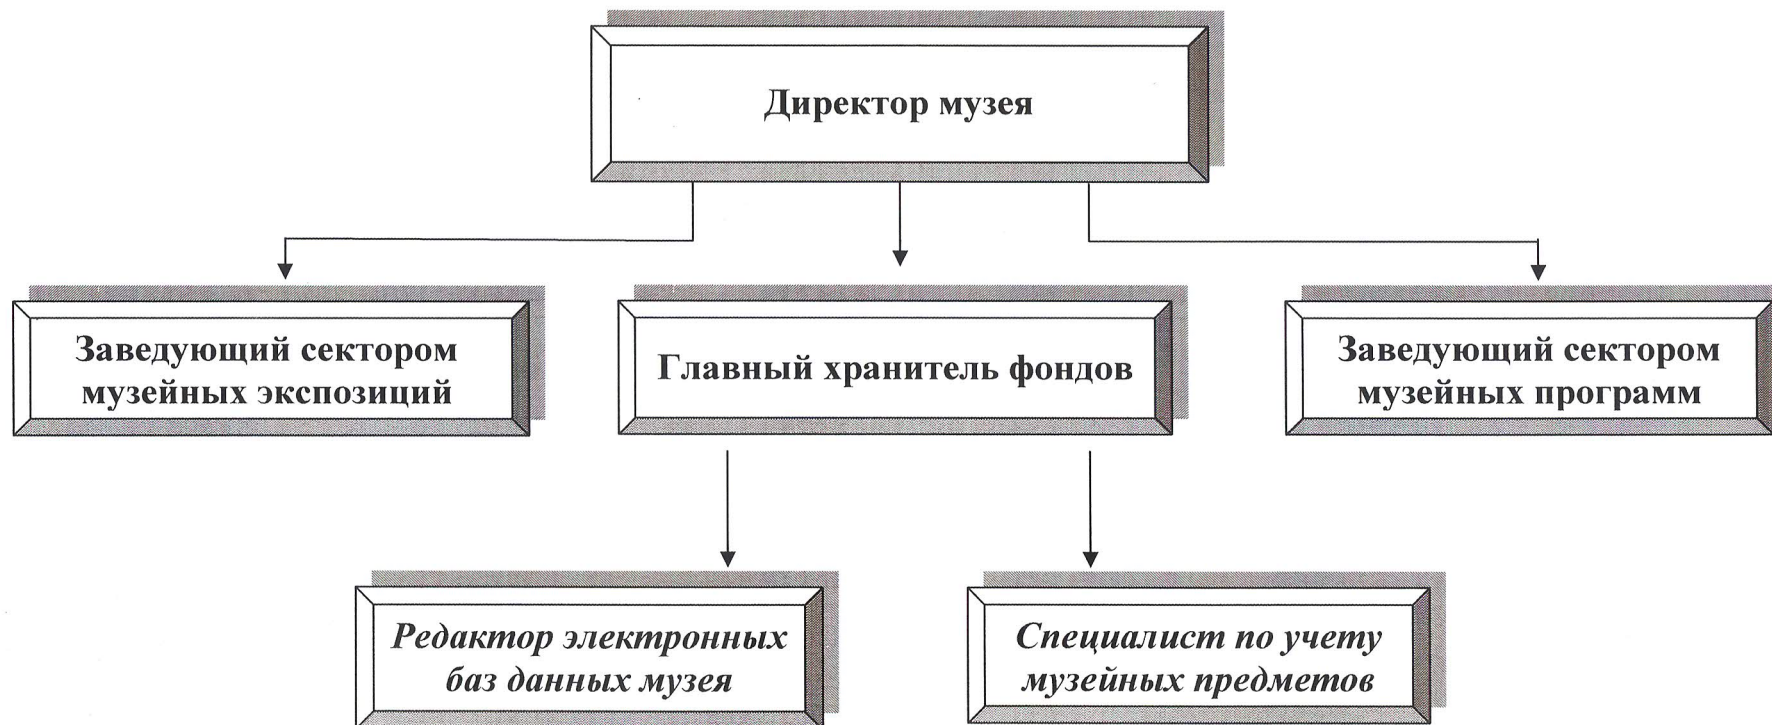 Директор музея
Заведующий сектором
музейных экспозиций
Главный хранитель фондов
Заведующий сектором
музейных программ
Редактор электронных
баз данных музея
Специалист по учету
музейных предметов